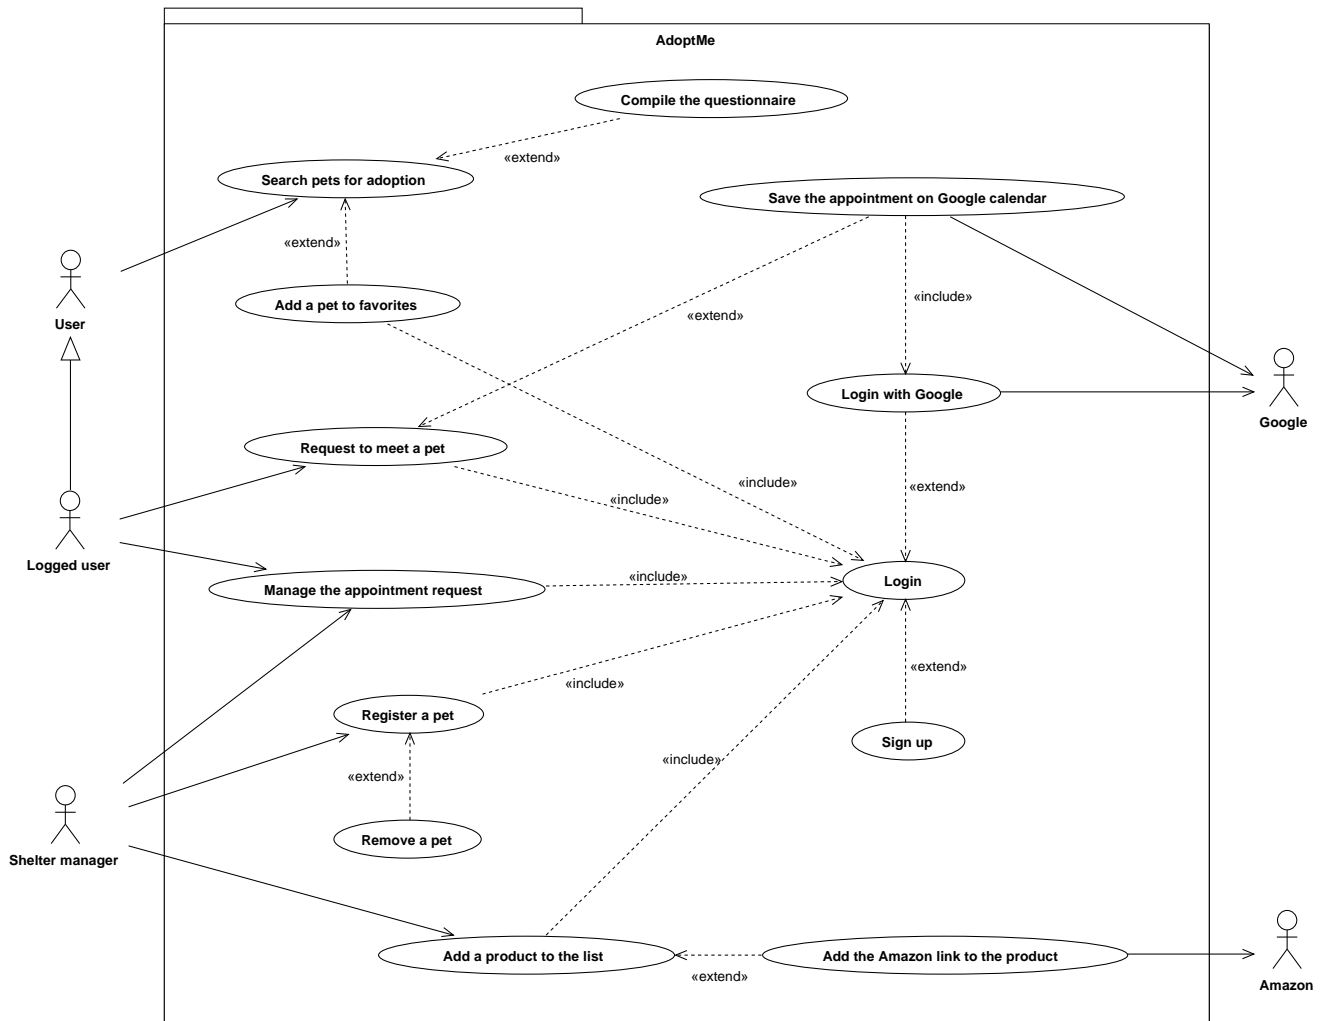 AdoptMe
Compile the questionnaire
«extend»
Search pets for adoption
Save the appointment on Google calendar
«extend»
«include»
Add a pet to favorites
«extend»
User
Login with Google
Google
Request to meet a pet
«include»
«extend»
«include»
Logged user
«include»
Login
Manage the appointment request
«extend»
«include»
Register a pet
Sign up
«include»
«extend»
Remove a pet
Shelter manager
Add a product to the list
Add the Amazon link to the product
«extend»
Amazon